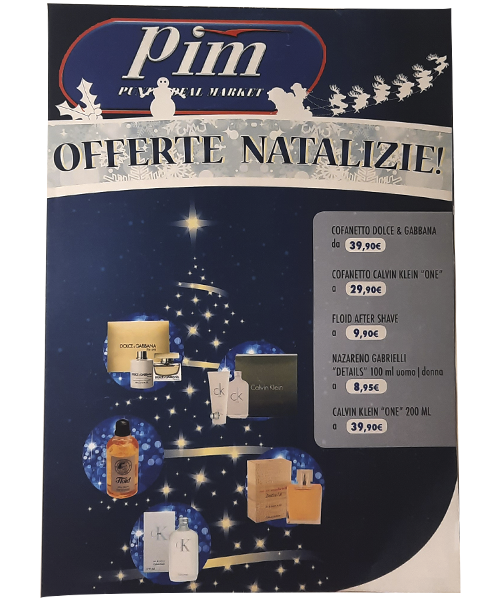 Pim
OFFERTE NATALIZIE!
COFANETTO DOLCE & GABBANA
da 39,90€
COFANETTO CALVIN KLEIN "ONE"
a 29,90€
FLOID AFTER SHAVE
a 9,90€
NAZARENO GABRIELLI
"DETAILS" 100 ml uomo | donna
a 8,95€
CALVIN KLEIN "ONE" 200 ML
a 39,90€
DOLCE & GABBANA
Calvin Klein
ck
ck
Floid